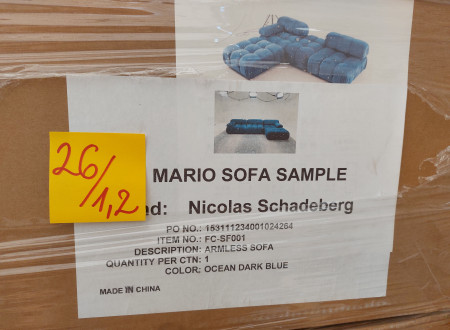 MARIO SOFA SAMPLE
26/1,2
ed: Nicolas Schadeberg
PO NO.: 153111234001024264
ITEM NO.: FC-SF001
DESCRIPTION: ARMLESS SOFA
QUANTITY PER CTN: 1
COLOR: OCEAN DARK BLUE
MADE IN CHINA